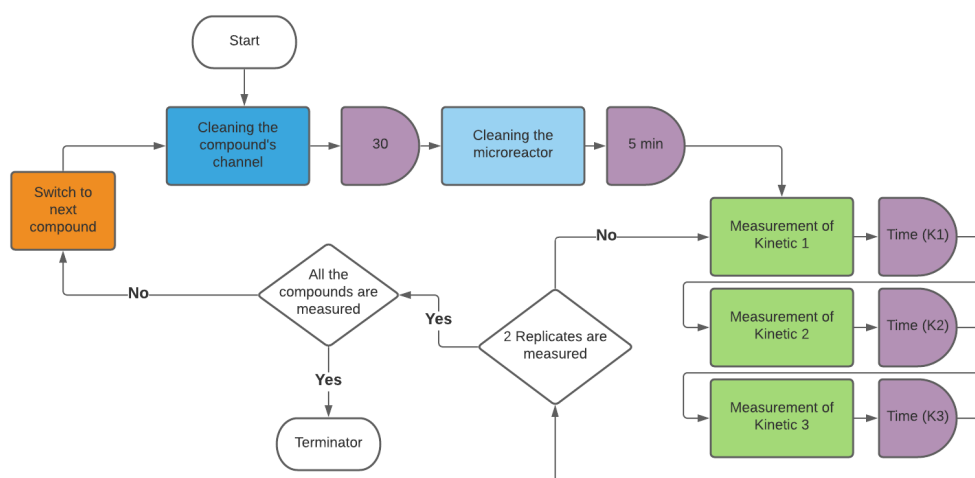 Start
Cleaning the
compound's
channel
30
Cleaning the
microreactor
5 min
Switch to
next
compound
Measurement of
Kinetic 1
Time (K1)
No
All the
compounds are
measured
No
Yes
2 Replicates are
measured
Measurement of
Kinetic 2
Time (K2)
Yes
Terminator
Measurement of
Kinetic 3
Time (K3)